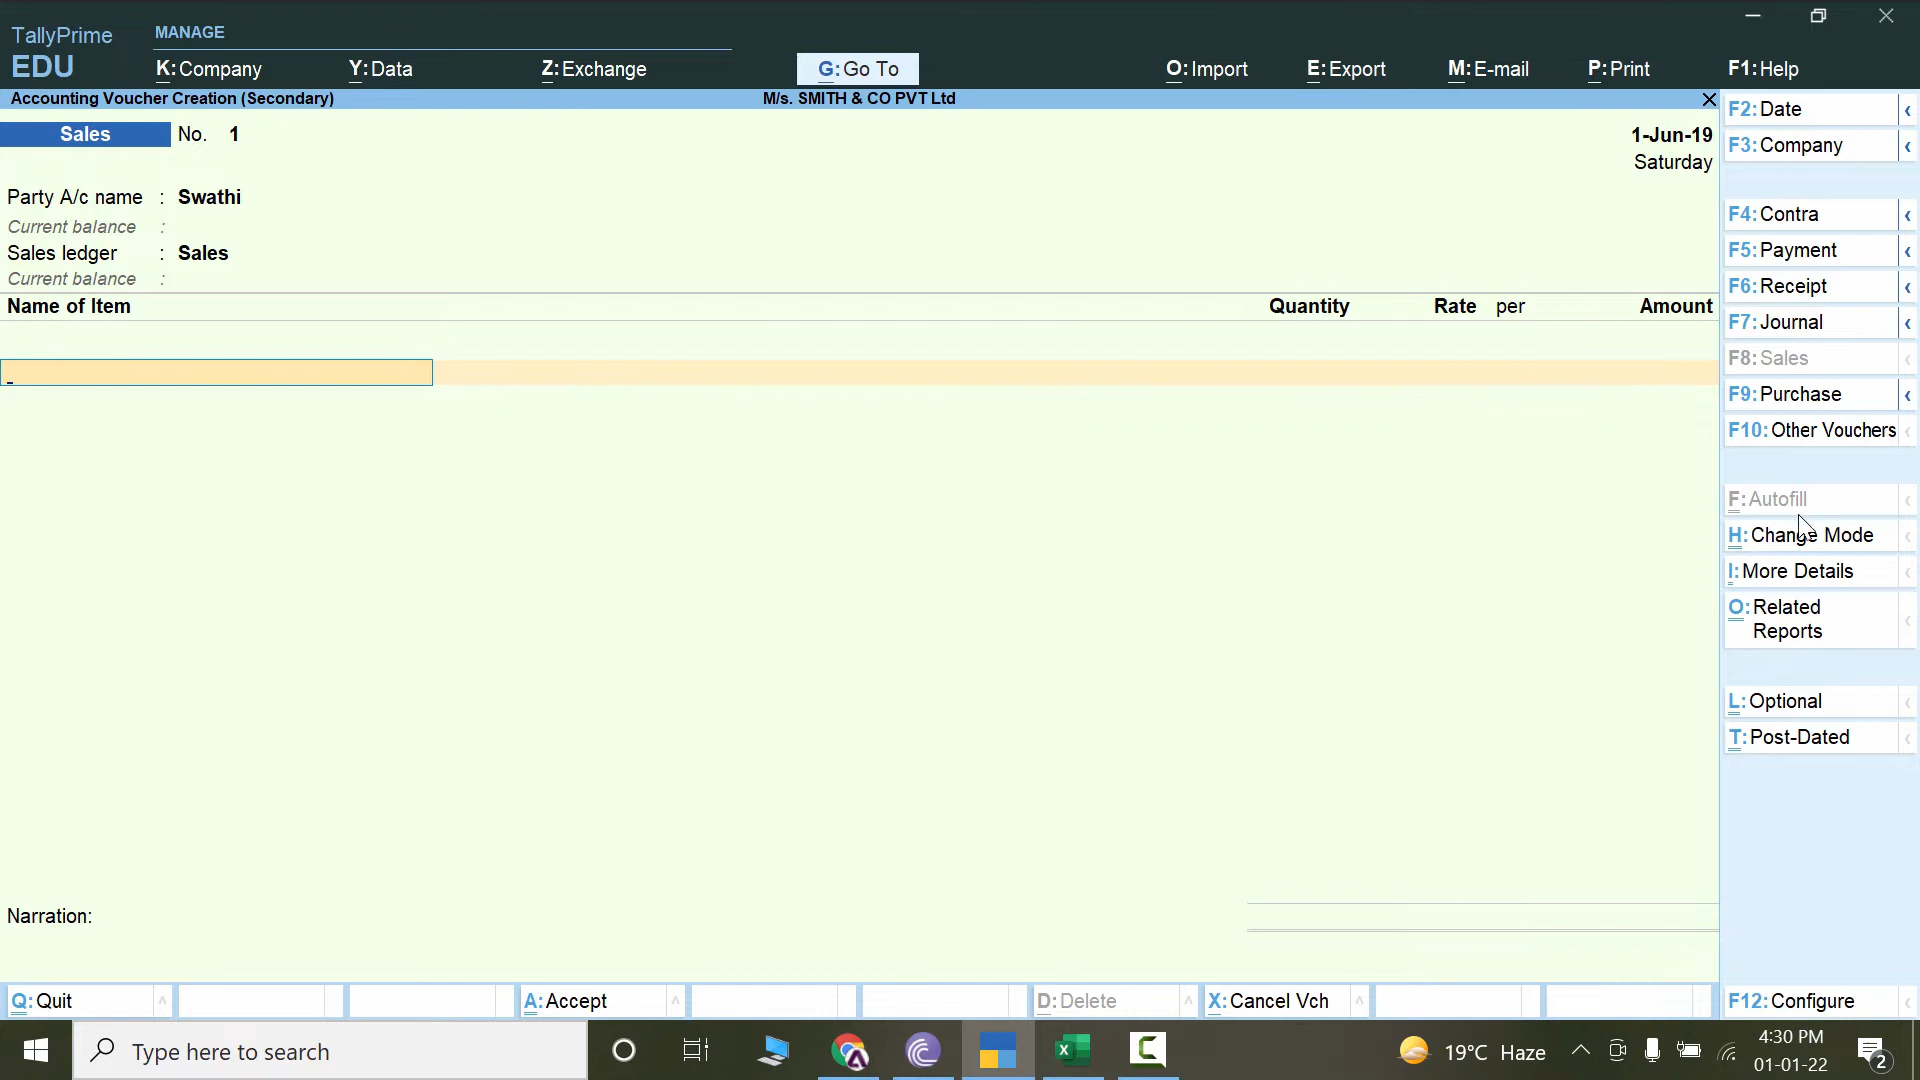 TallyPrime
EDU
MANAGE
K:Company
Y:Data
Z:Exchange
G:Go To
O:Import
E:Export
M:E-mail
P:Print
F1:Help
Accounting Voucher Creation (Secondary)
M/s. SMITH & CO PVT Ltd
Sales No. 1
1-Jun-19
Saturday
Party A/c name : Swathi
Current balance :
Sales ledger : Sales
Current balance :
Name of Item Quantity Rate per Amount
Narration:
F2:Date
F3:Company
F4:Contra
F5:Payment
F6:Receipt
F7:Journal
F8:Sales
F9:Purchase
F10:Other Vouchers
F:Autofill
H:Change Mode
I:More Details
O:Related
Reports
L:Optional
T:Post-Dated
Q:Quit
A:Accept
D:Delete
X:Cancel Vch
F12:Configure
Type here to search
19°C Haze
4:30 PM
01-01-22
2